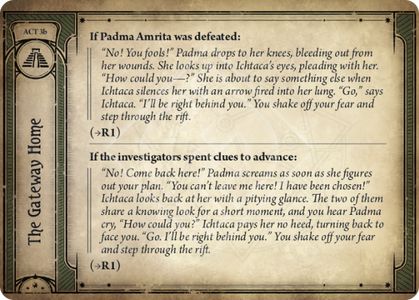 ACT 3b
The Gateway Home
If Padma Amrita was defeated:
“No! You fools!” Padma drops to her knees, bleeding out from
her wounds. She looks up into Ichtaca’s eyes, pleading with her.
“How could you—?” She is about to say something else when
Ichtaca silences her with an arrow fired into her lung. “Go,” says
Ichtaca. “I’ll be right behind you.” You shake off your fear and
step through the rift.
(→R1)
If the investigators spent clues to advance:
“No! Come back here!” Padma screams as soon as she figures
out your plan. “You can’t leave me here! I have been chosen!”
Ichtaca looks back at her with a pitying glance. The two of them
share a knowing look for a short moment, and you hear Padma
cry, “How could you?” Ichtaca pays her no heed, turning back to
face you. “Go. I’ll be right behind you.” You shake off your fear
and step through the rift.
(→R1)